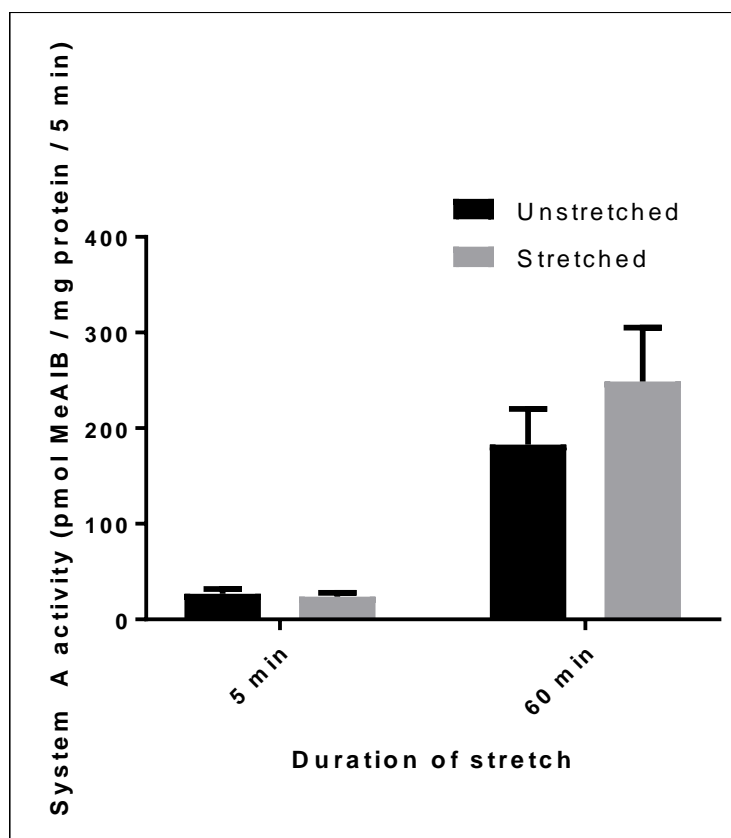 System A activity (pmol MeAIB / mg protein / 5 min)
Unstretched
Stretched
400
300
200
100
0
5 min
60 min
Duration of stretch